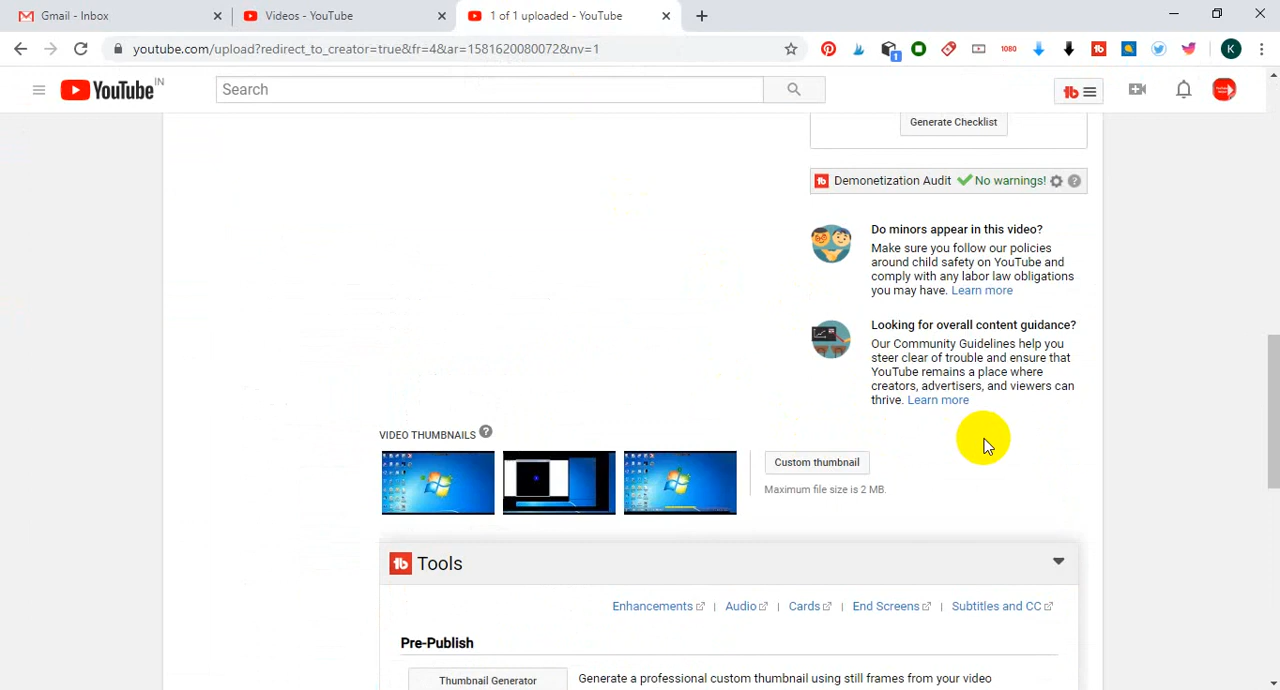 Gmail - Inbox
Videos - YouTube
1 of 1 uploaded - YouTube
youtube.com/upload?redirect_to_creator=true&fr=4&ar=1581620080072&nv=1
1080
1
tb
K
YouTube IN
Search
tb
Generate Checklist
tb Demonetization Audit No warnings! ?
Do minors appear in this video?
Make sure you follow our policies
around child safety on YouTube and
comply with any labor law obligations
you may have. Learn more
Looking for overall content guidance?
Our Community Guidelines help you
steer clear of trouble and ensure that
YouTube remains a place where
creators, advertisers, and viewers can
thrive. Learn more
VIDEO THUMBNAILS ?
Custom thumbnail
Maximum file size is 2 MB.
tb Tools
Enhancements | Audio | Cards | End Screens | Subtitles and CC
Pre-Publish
Thumbnail Generator
Generate a professional custom thumbnail using still frames from your video